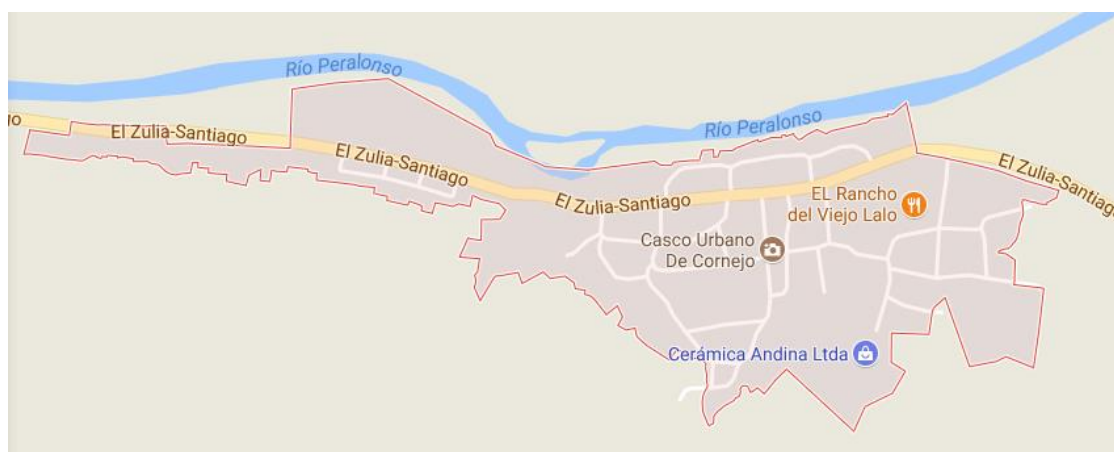 Río Peralonso
Río Peralonso
io
El Zulia-Santiago
El Zulia-Santiago
El Zulia-Santiago
El Zulia-Santiago
EL Rancho
del Viejo Lalo
Casco Urbano
De Cornejo
Cerámica Andina Ltda